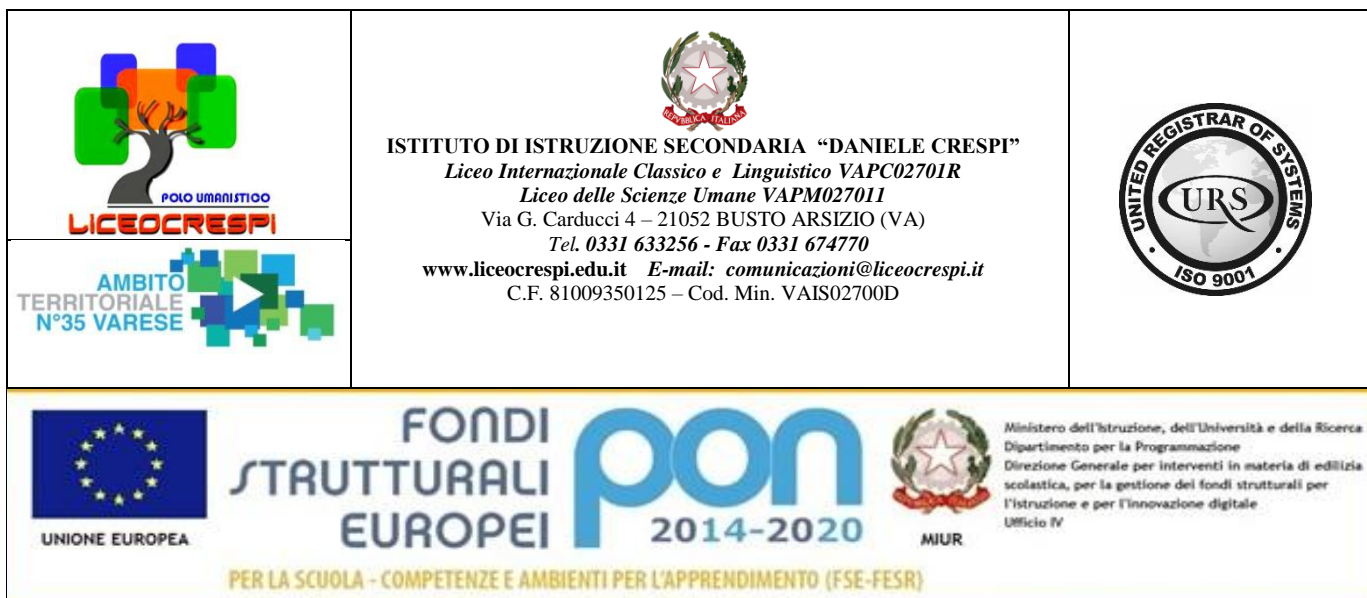 POLO UMANISTICO
LICEOCRESPI
AMBITO
TERRITORIALE
N°35 VARESE
REPVBBLICA ITALIANA
ISTITUTO DI ISTRUZIONE SECONDARIA “DANIELE CRESPI”
Liceo Internazionale Classico e Linguistico VAPC02701R
Liceo delle Scienze Umane VAPM027011
Via G. Carducci 4 – 21052 BUSTO ARSIZIO (VA)
Tel. 0331 633256 - Fax 0331 674770
www.liceocrespi.edu.it E-mail: comunicazioni@liceocrespi.it
C.F. 81009350125 – Cod. Min. VAIS02700D
UNITED REGISTRAR OF SYSTEMS
URS
ISO 9001
UNIONE EUROPEA
FONDI
STRUTTURALI
EUROPEI
pon
2014-2020
MIUR
Ministero dell'Istruzione, dell'Università e della Ricerca
Dipartimento per la Programmazione
Direzione Generale per interventi in materia di edilizia
scolastica, per la gestione dei fondi strutturali per
l'istruzione e per l'innovazione digitale
Ufficio IV
PER LA SCUOLA - COMPETENZE E AMBIENTI PER L'APPRENDIMENTO (FSE-FESR)